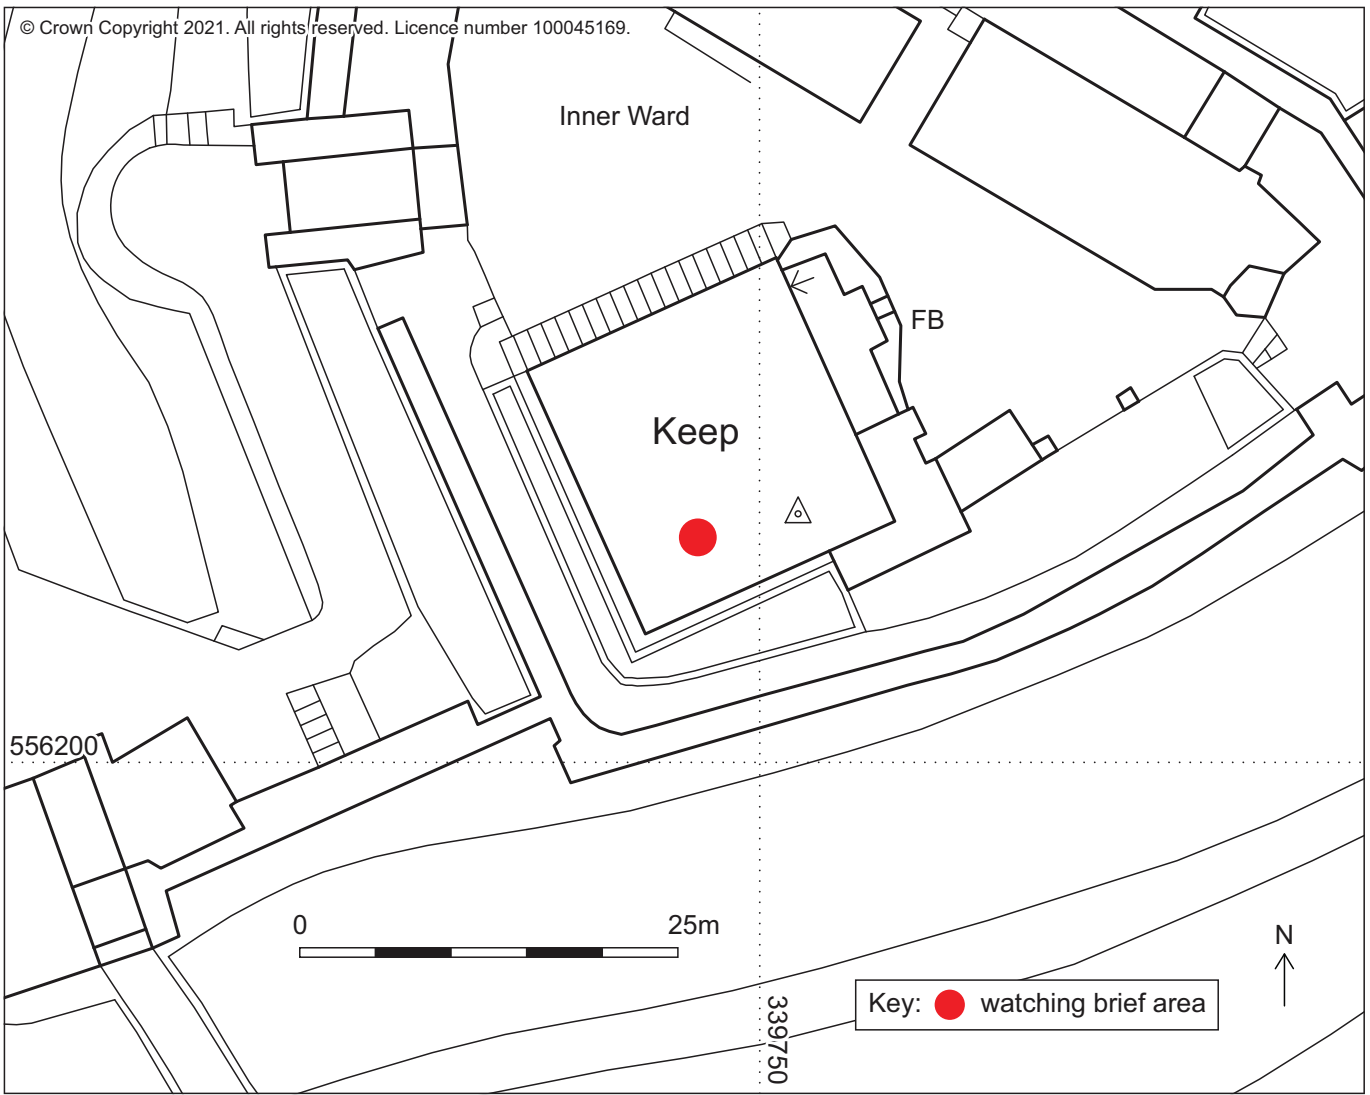 © Crown Copyright 2021. All rights reserved. Licence number 100045169.
Inner Ward
FB
Keep
556200
0 25m
N
339750
Key: watching brief area